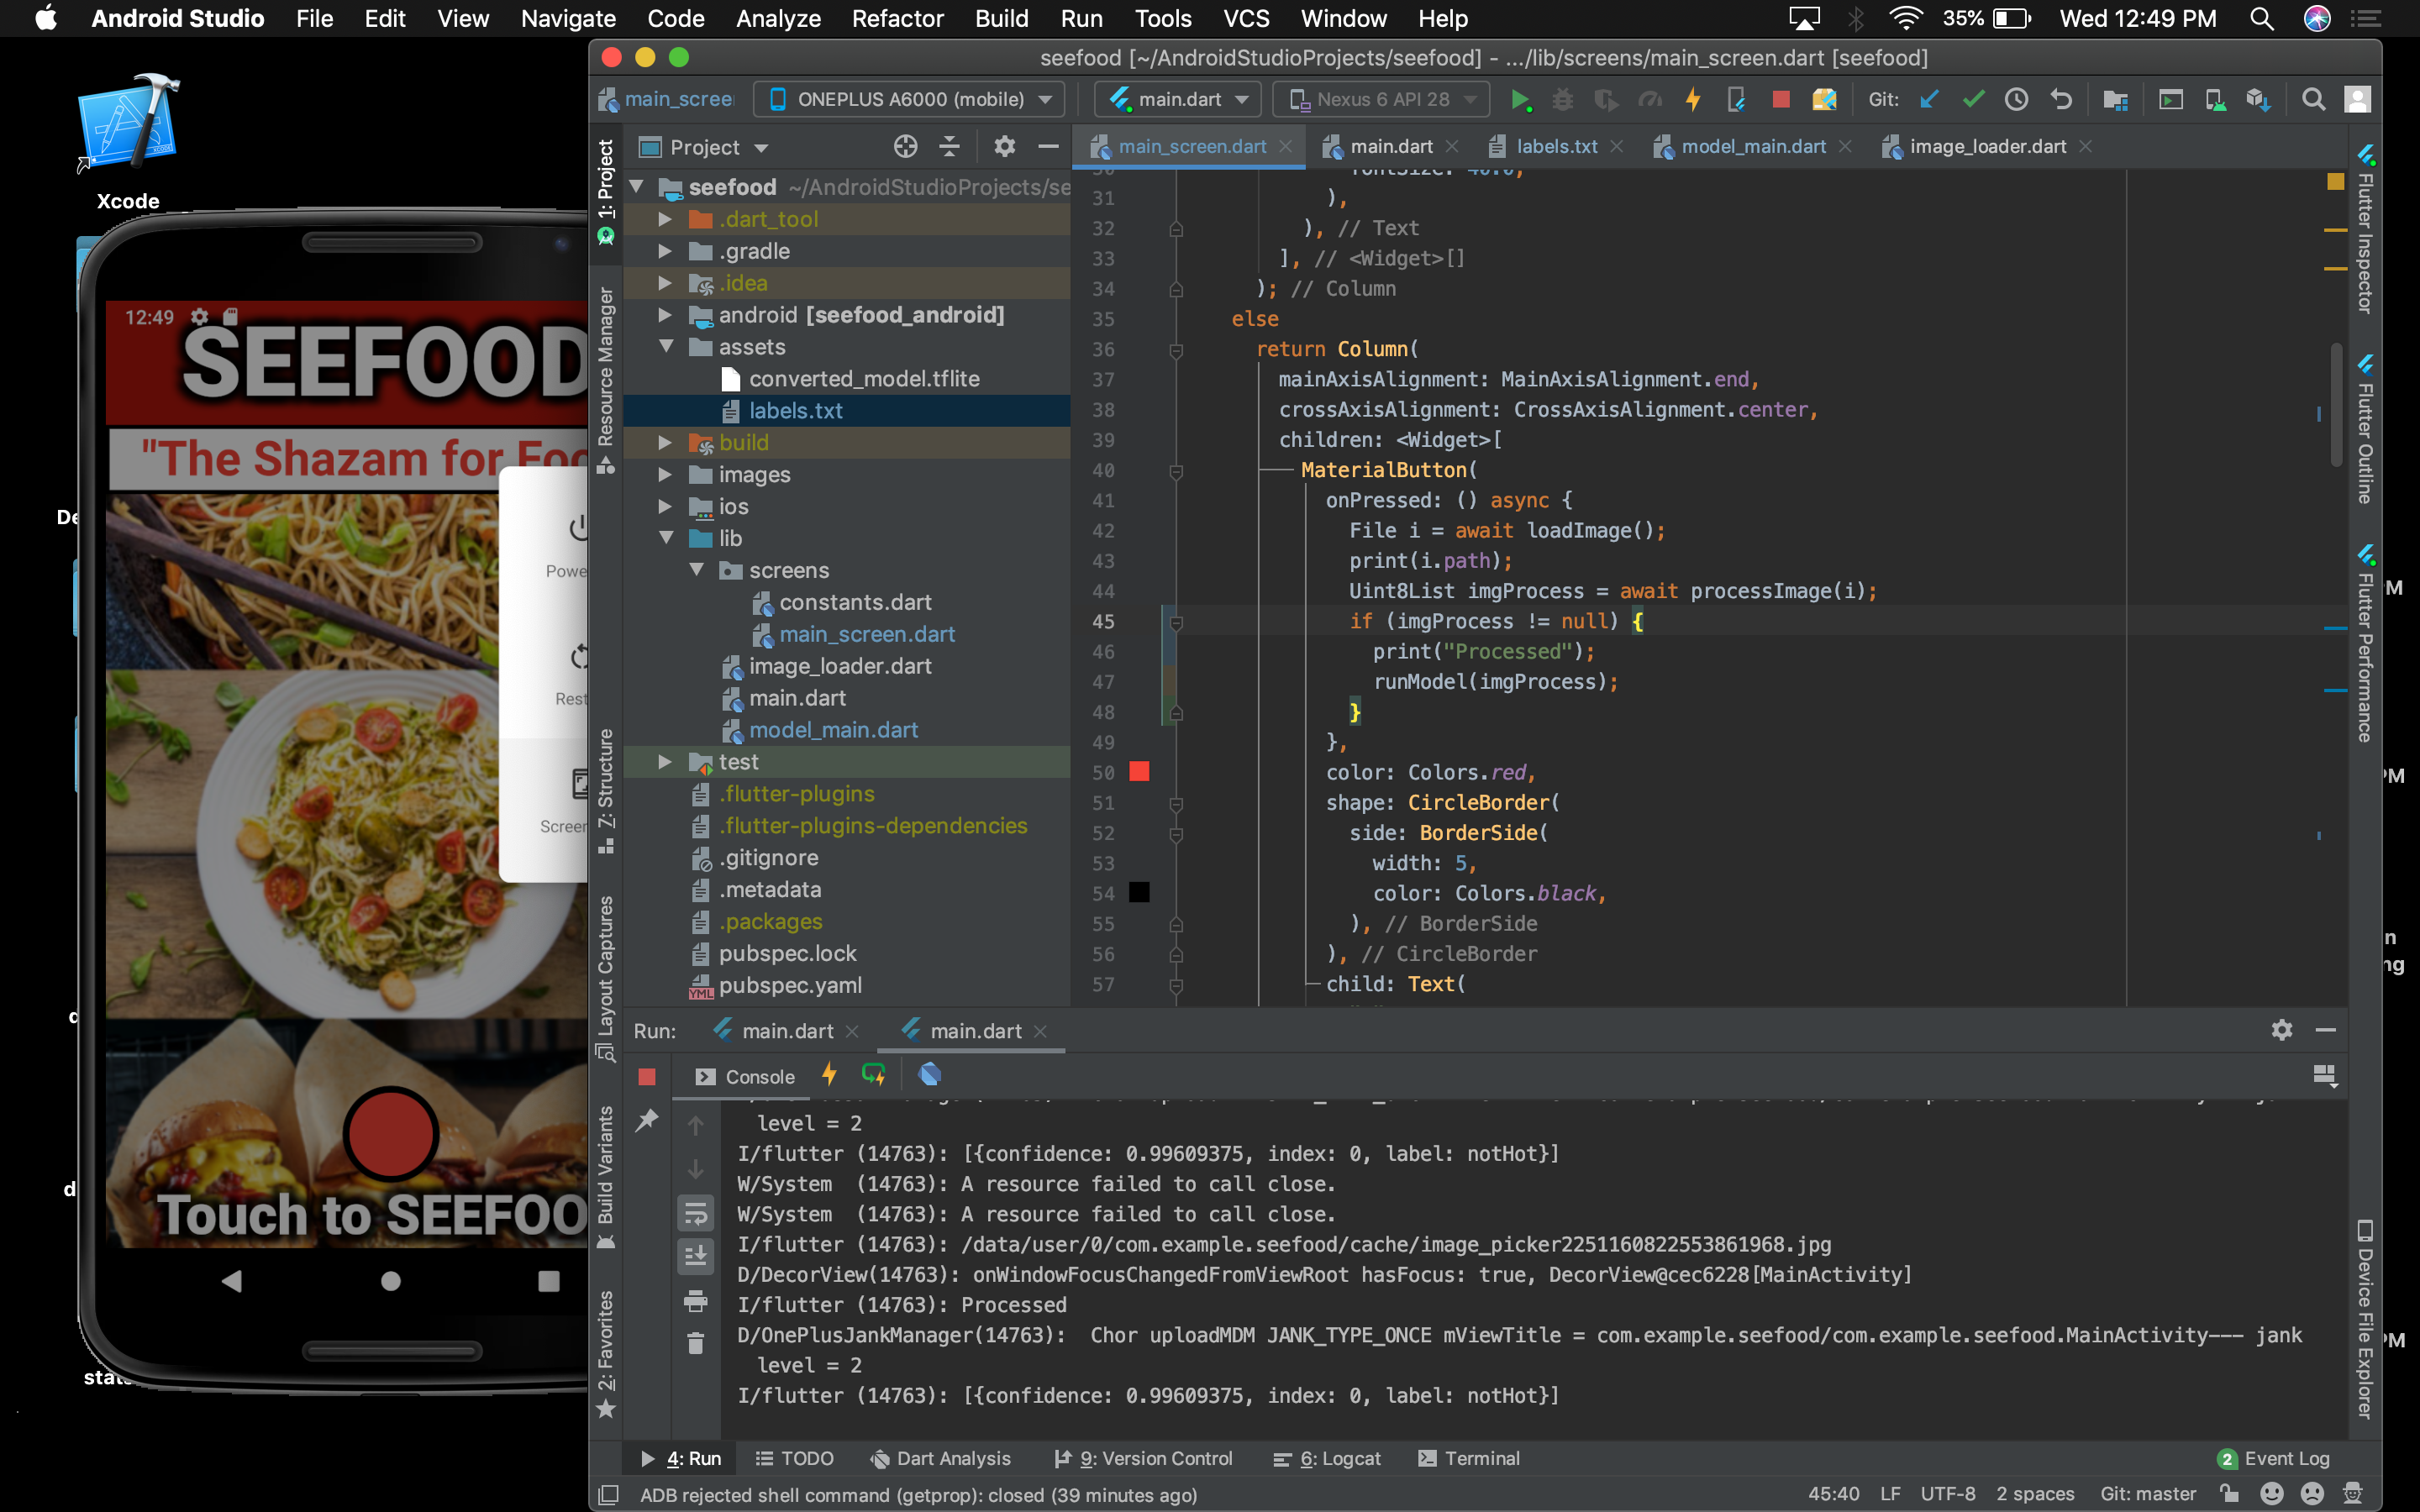 Android Studio File Edit View Navigate Code Analyze Refactor Build Run Tools VCS Window Help 35% Wed 12:49 PM
seefood [~/AndroidStudioProjects/seefood] - .../lib/screens/main_screen.dart [seefood]
ONEPLUS A6000 (mobile) main.dart Nexus 6 API 28 Git:
Xcode
12:49
SEEFOOD
"The Shazam for
Touch to
1: Project
Resource Manager
7: Structure
Layout Captures
Build Variants
2: Favorites
Project
seefood ~/AndroidStudioProjects/se
.dart_tool
.gradle
.idea
android [seefood_android]
assets
converted_model.tflite
labels.txt
build
images
ios
lib
screens
constants.dart
main_screen.dart
image_loader.dart
main.dart
model_main.dart
test
.flutter-plugins
.flutter-plugins-dependencies
.gitignore
.metadata
.packages
pubspec.lock
pubspec.yaml
main_screen.dart main.dart labels.txt model_main.dart image_loader.dart
31 ),
32 ), // Text
33 ], // <Widget>[]
34 ); // Column
35 else
36 return Column(
37 mainAxisAlignment: MainAxisAlignment.end,
38 crossAxisAlignment: CrossAxisAlignment.center,
39 children: <Widget>[
40 MaterialButton(
41 onPressed: () async {
42 File i = await loadImage();
43 print(i.path);
44 Uint8List imgProcess = await processImage(i);
45 if (imgProcess != null) {
46 print("Processed");
47 runModel(imgProcess);
48 }
49 },
50 color: Colors.red,
51 shape: CircleBorder(
52 side: BorderSide(
53 width: 5,
54 color: Colors.black,
55 ), // BorderSide
56 ), // CircleBorder
57 child: Text(
Flutter Inspector
Flutter Outline
Flutter Performance
Device File Explorer
Run: main.dart main.dart
Console
level = 2
I/flutter (14763): [{confidence: 0.99609375, index: 0, label: notHot}]
W/System  (14763): A resource failed to call close.
W/System  (14763): A resource failed to call close.
I/flutter (14763): /data/user/0/com.example.seefood/cache/image_picker2251160822553861968.jpg
D/DecorView(14763): onWindowFocusChangedFromViewRoot hasFocus: true, DecorView@cec6228[MainActivity]
I/flutter (14763): Processed
D/OnePlusJankManager(14763):  Chor uploadMDM JANK_TYPE_ONCE mViewTitle = com.example.seefood/com.example.seefood.MainActivity--- jank
level = 2
I/flutter (14763): [{confidence: 0.99609375, index: 0, label: notHot}]
4: Run TODO Dart Analysis 9: Version Control 6: Logcat Terminal 2 Event Log
ADB rejected shell command (getprop): closed (39 minutes ago) 45:40 LF UTF-8 2 spaces Git: master